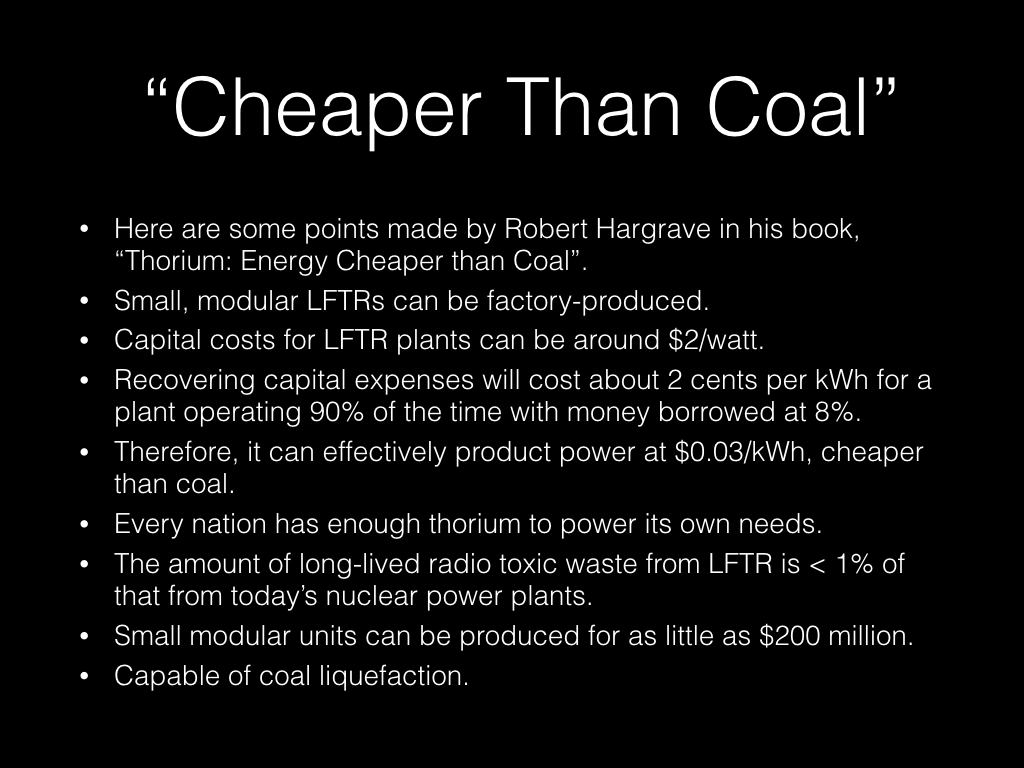 “Cheaper Than Coal”
• Here are some points made by Robert Hargrave in his book,
“Thorium: Energy Cheaper than Coal”.
• Small, modular LFTRs can be factory-produced.
• Capital costs for LFTR plants can be around $2/watt.
• Recovering capital expenses will cost about 2 cents per kWh for a
plant operating 90% of the time with money borrowed at 8%.
• Therefore, it can effectively product power at $0.03/kWh, cheaper
than coal.
• Every nation has enough thorium to power its own needs.
• The amount of long-lived radio toxic waste from LFTR is < 1% of
that from today’s nuclear power plants.
• Small modular units can be produced for as little as $200 million.
• Capable of coal liquefaction.